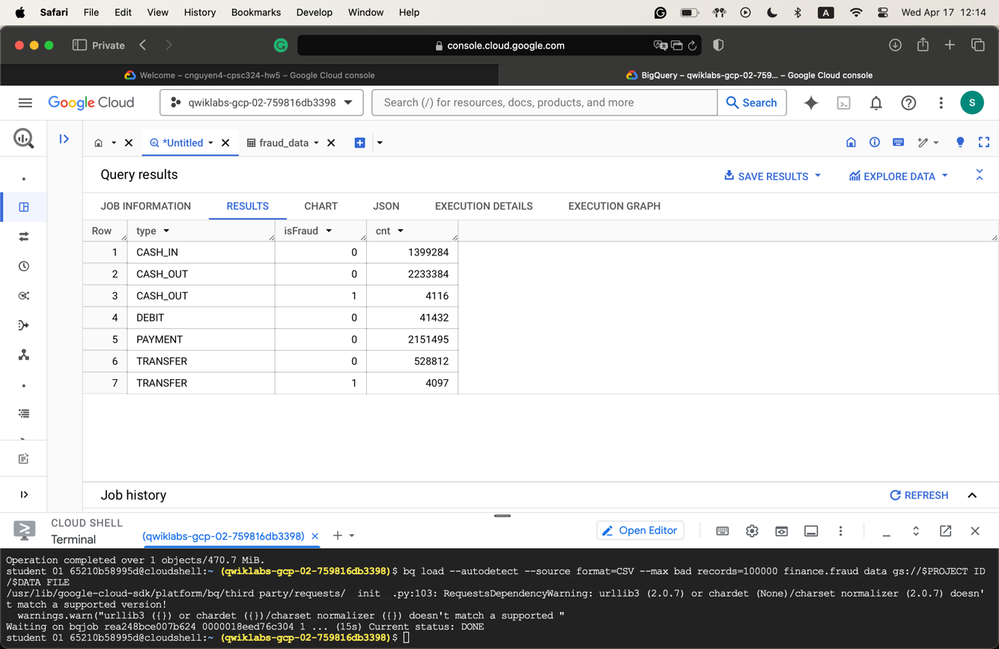 Safari File Edit View History Bookmarks Develop Window Help A Wed Apr 17 12:14
Private console.cloud.google.com
Welcome – cnguyen4-cpsc324-hw5 – Google Cloud console BigQuery – qwiklabs-gcp-02-759... – Google Cloud console
Google Cloud qwiklabs-gcp-02-759816db3398 Search (/) for resources, docs, products, and more Search S
*Untitled fraud_data
Query results SAVE RESULTS EXPLORE DATA
JOB INFORMATION RESULTS CHART JSON EXECUTION DETAILS EXECUTION GRAPH
Row type isFraud cnt
1 CASH_IN 0 1399284
2 CASH_OUT 0 2233384
3 CASH_OUT 1 4116
4 DEBIT 0 41432
5 PAYMENT 0 2151495
6 TRANSFER 0 528812
7 TRANSFER 1 4097
Job history REFRESH
CLOUD SHELL
Terminal (qwiklabs-gcp-02-759816db3398) Open Editor
Operation completed over 1 objects/470.7 MiB.
student 01 65210b58995d@cloudshell:~ (qwiklabs-gcp-02-759816db3398)$ bq load --autodetect --source format=CSV --max bad records=100000 finance.fraud data gs://$PROJECT ID
/$DATA FILE
/usr/lib/google-cloud-sdk/platform/bq/third party/requests/ init .py:103: RequestsDependencyWarning: urllib3 (2.0.7) or chardet (None)/charset normalizer (2.0.7) doesn'
t match a supported version!
warnings.warn("urllib3 ({}) or chardet ({})/charset normalizer ({}) doesn't match a supported "
Waiting on bqjob rea248bce007b624 0000018eed76c304 1 ... (15s) Current status: DONE
student 01 65210b58995d@cloudshell:~ (qwiklabs-gcp-02-759816db3398)$